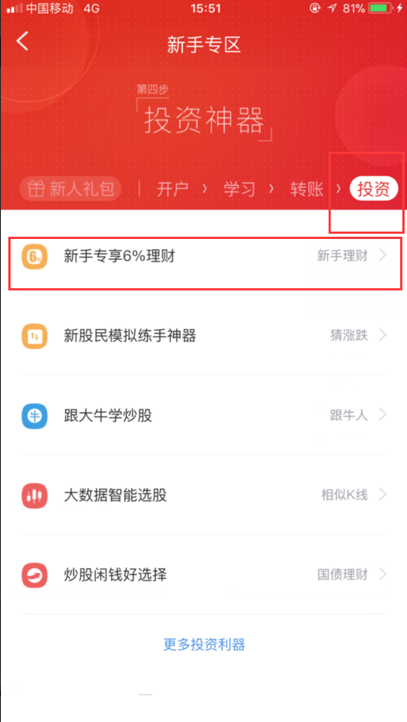 中国移动 4G 15:51 81%
新手专区
第四步
投资神器
新人礼包 开户 学习 转账 投资
6%
新手专享6%理财 新手理财
新股民模拟练手神器 猜涨跌
牛
跟大牛学炒股 跟牛人
大数据智能选股 相似K线
炒股闲钱好选择 国债理财
更多投资利器